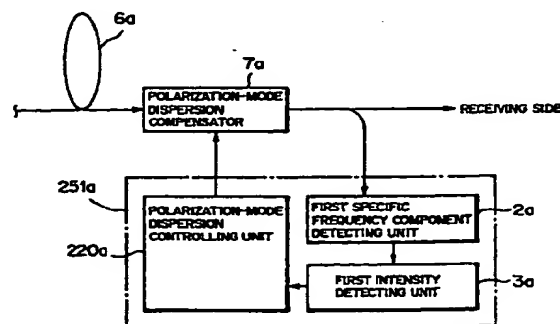 6a
7a
POLARIZATION-MODE
DISPERSION
COMPENSATOR
RECEIVING SIDE
251a
220a
POLARIZATION-MODE
DISPERSION
CONTROLLING UNIT
FIRST SPECIFIC
FREQUENCY COMPONENT
DETECTING UNIT
2a
FIRST INTENSITY
DETECTING UNIT
3a